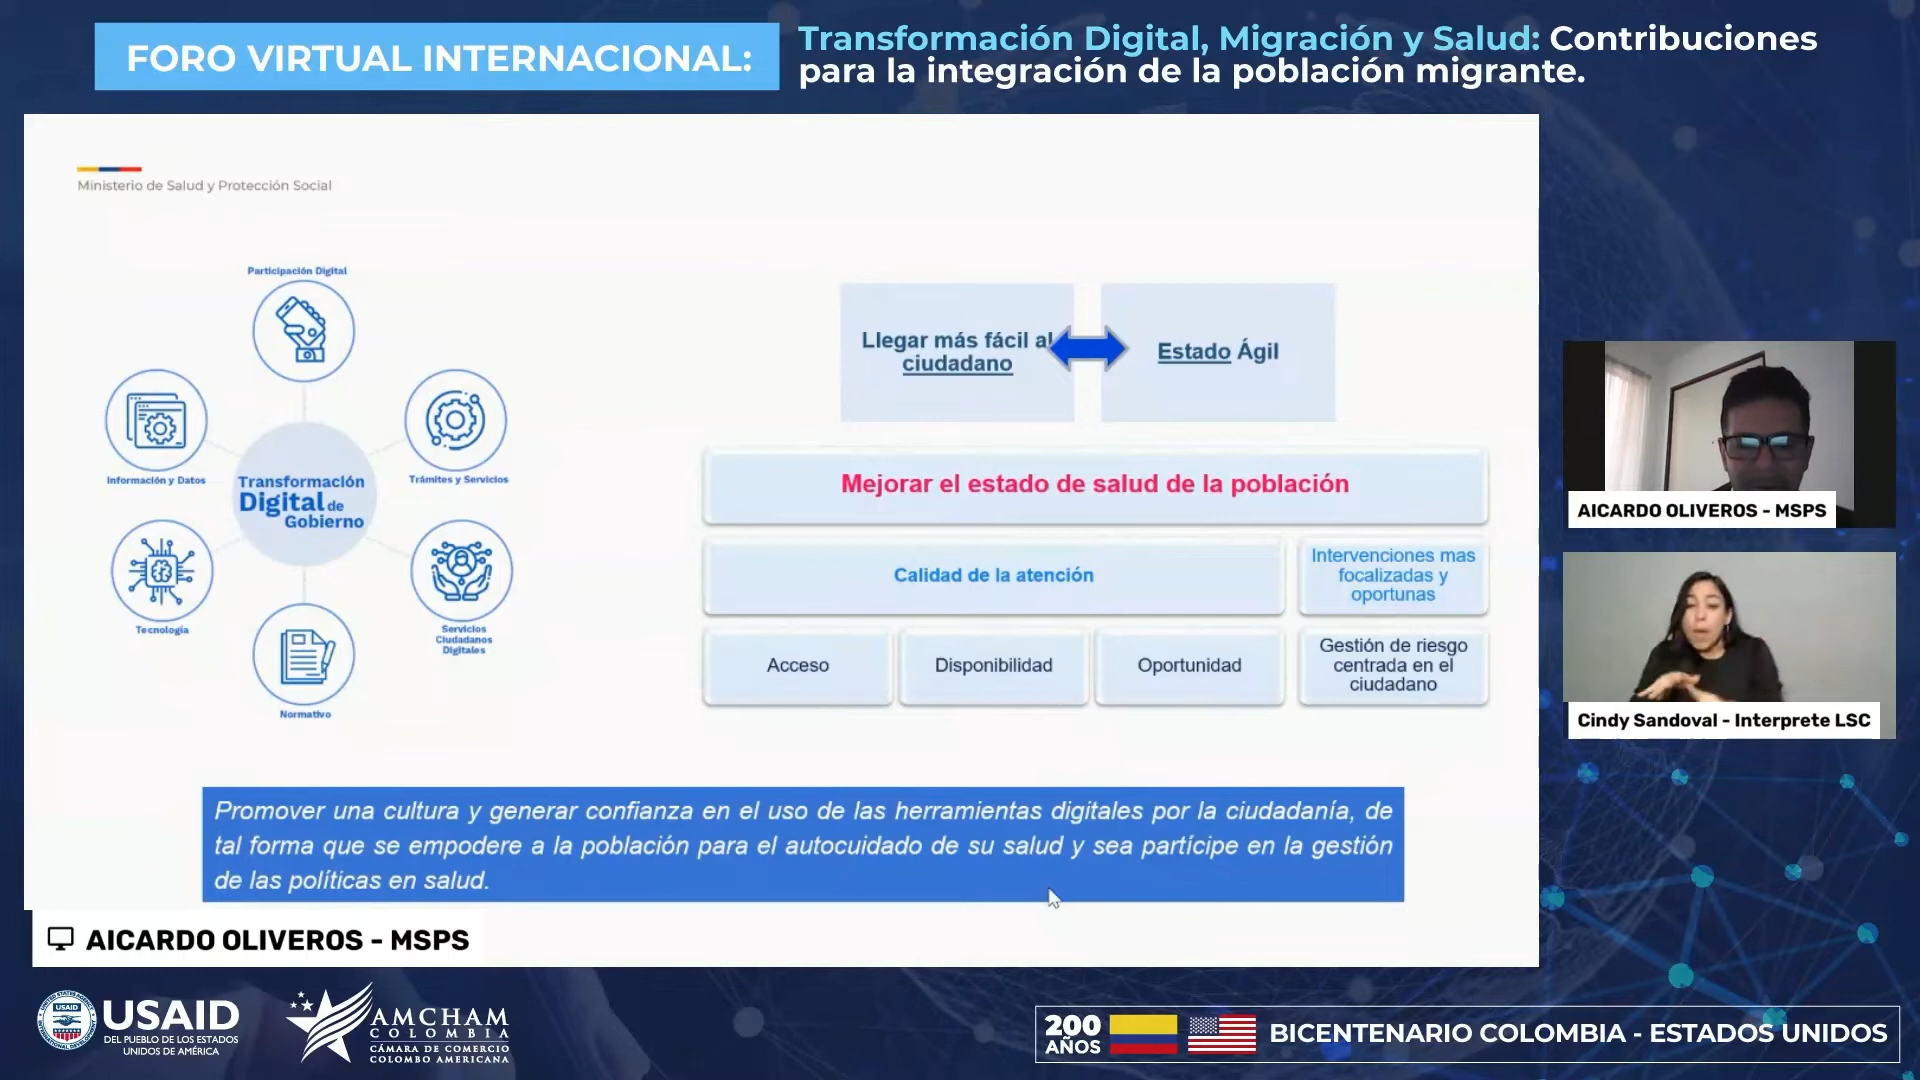 FORO VIRTUAL INTERNACIONAL:
Transformación Digital, Migración y Salud: Contribuciones
para la integración de la población migrante.
Ministerio de Salud y Protección Social
Participación Digital
Información y Datos
Trámites y Servicios
Transformación
Digital de
Gobierno
Tecnología
Servicios
Ciudadanos
Digitales
Normativo
Llegar más fácil al
ciudadano
Estado Ágil
Mejorar el estado de salud de la población
Calidad de la atención
Intervenciones mas
focalizadas y
oportunas
Acceso
Disponibilidad
Oportunidad
Gestión de riesgo
centrada en el
ciudadano
Promover una cultura y generar confianza en el uso de las herramientas digitales por la ciudadanía, de
tal forma que se empodere a la población para el autocuidado de su salud y sea partícipe en la gestión
de las políticas en salud.
AICARDO OLIVEROS - MSPS
AICARDO OLIVEROS - MSPS
Cindy Sandoval - Interprete LSC
USAID
USAID
DEL PUEBLO DE LOS ESTADOS
UNIDOS DE AMÉRICA
AMCHAM
COLOMBIA
CÁMARA DE COMERCIO
COLOMBO AMERICANA
200
AÑOS
BICENTENARIO COLOMBIA - ESTADOS UNIDOS